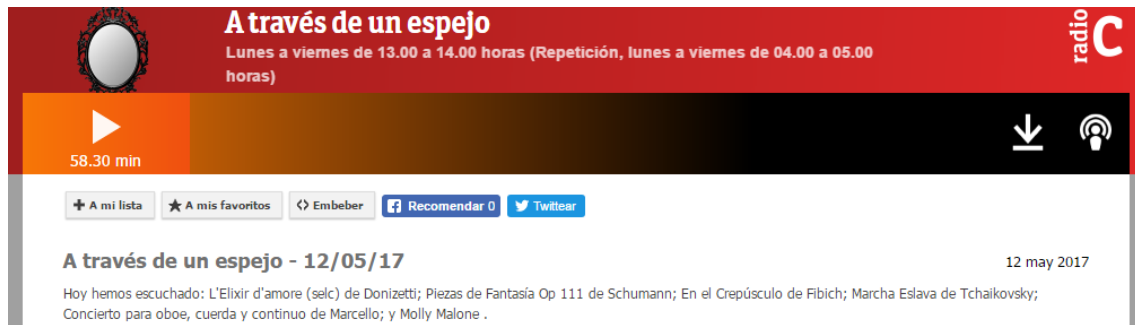 A través de un espejo
Lunes a viernes de 13.00 a 14.00 horas (Repetición, lunes a viernes de 04.00 a 05.00
horas)
radio C
58.30 min
A mi lista
A mis favoritos
Embeber
Recomendar 0
Twittear
A través de un espejo - 12/05/17
12 may 2017
Hoy hemos escuchado: L'Elixir d'amore (selc) de Donizetti; Piezas de Fantasía Op 111 de Schumann; En el Crepúsculo de Fibich; Marcha Eslava de Tchaikovsky;
Concierto para oboe, cuerda y continuo de Marcello; y Molly Malone .